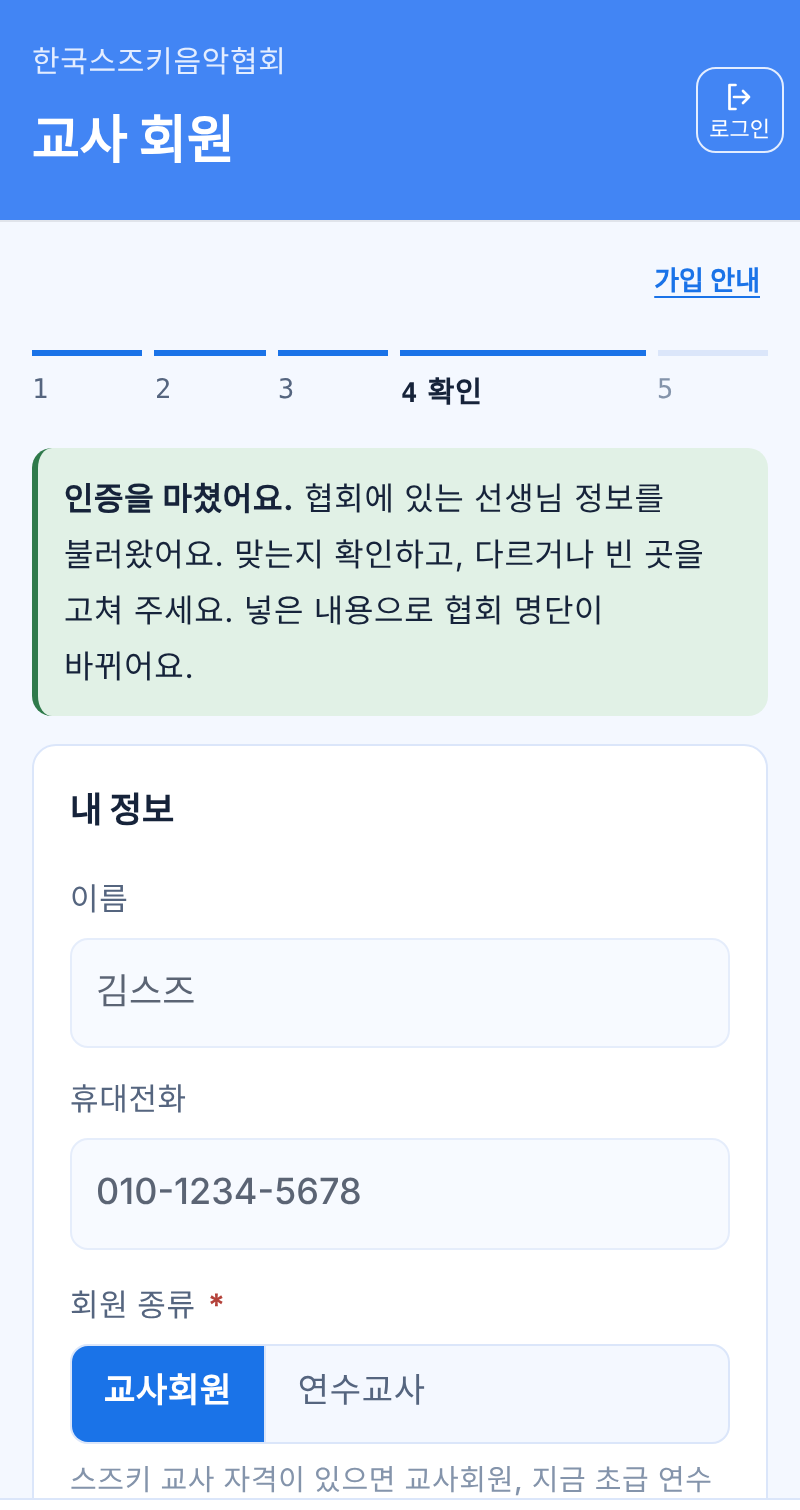 한국스즈키음악협회
교사 회원
로그인
가입 안내
1 2 3 4 확인 5
인증을 마쳤어요. 협회에 있는 선생님 정보를
불러왔어요. 맞는지 확인하고, 다르거나 빈 곳을
고쳐 주세요. 넣은 내용으로 협회 명단이
바뀌어요.
내 정보
이름
김스즈
휴대전화
010-1234-5678
회원 종류 *
교사회원 연수교사
스즈키 교사 자격이 있으면 교사회원, 지금 초급 연수